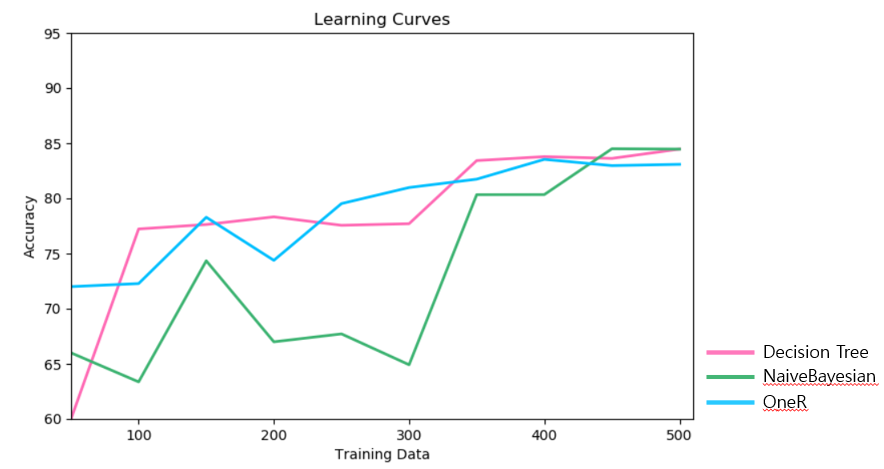 Learning Curves
95
90
85
80
75
70
65
60
Accuracy
100
200
300
400
500
Training Data
Decision Tree
NaiveBayesian
OneR